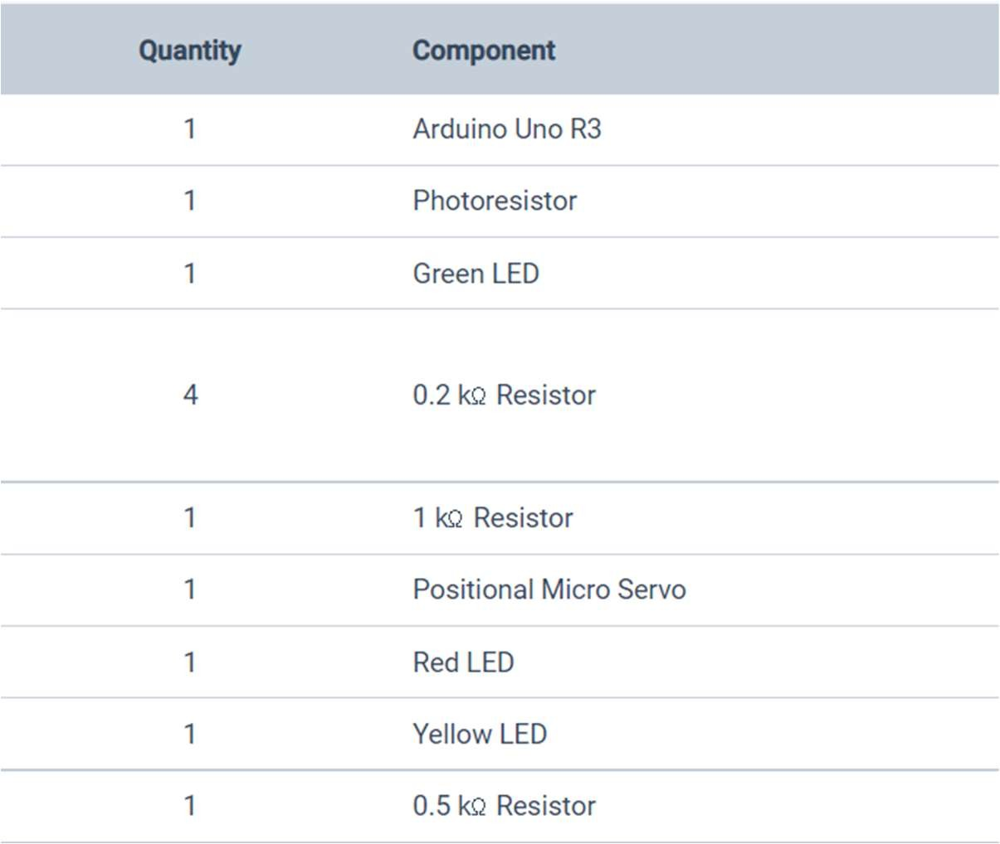 Quantity Component
1 Arduino Uno R3
1 Photoresistor
1 Green LED
4 0.2 kΩ Resistor
1 1 kΩ Resistor
1 Positional Micro Servo
1 Red LED
1 Yellow LED
1 0.5 kΩ Resistor